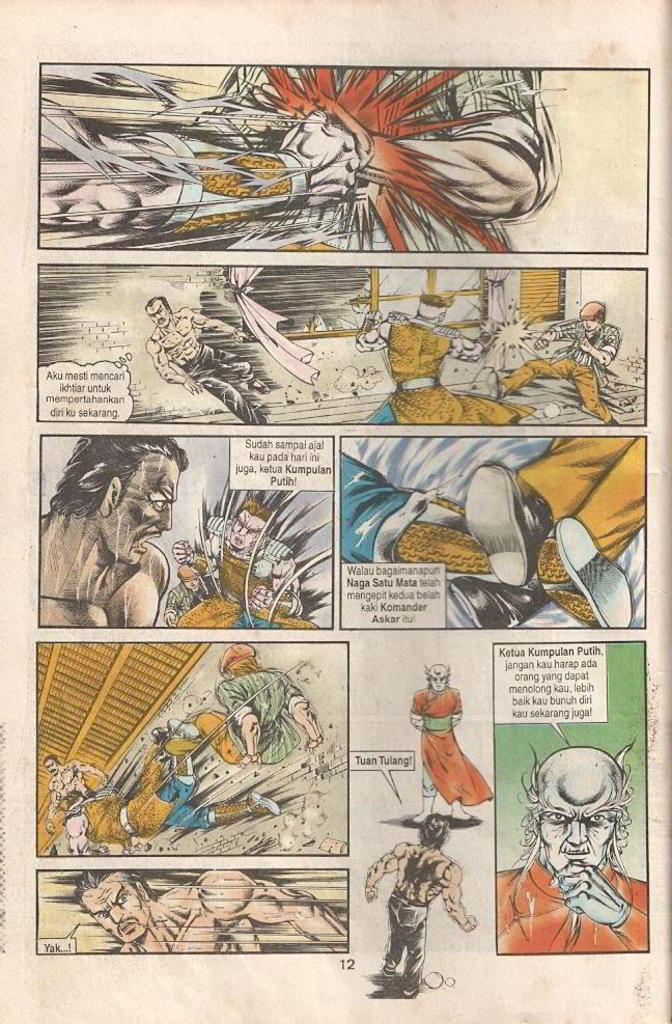 Aku mesti mencari
ikhtiar untuk
mempertahankan
diri ku sekarang.
Sudah sampai ajal
kau pada hari ini
juga, ketua Kumpulan
Putih!
Walau bagaimanapun
Naga Satu Mata telah
mengepit kedua belah
kaki Komander
Askar itu!
Yak...!
Tuan Tulang!
Ketua Kumpulan Putih,
jangan kau harap ada
orang yang dapat
menolong kau, lebih
baik kau bunuh diri
kau sekarang juga!
12